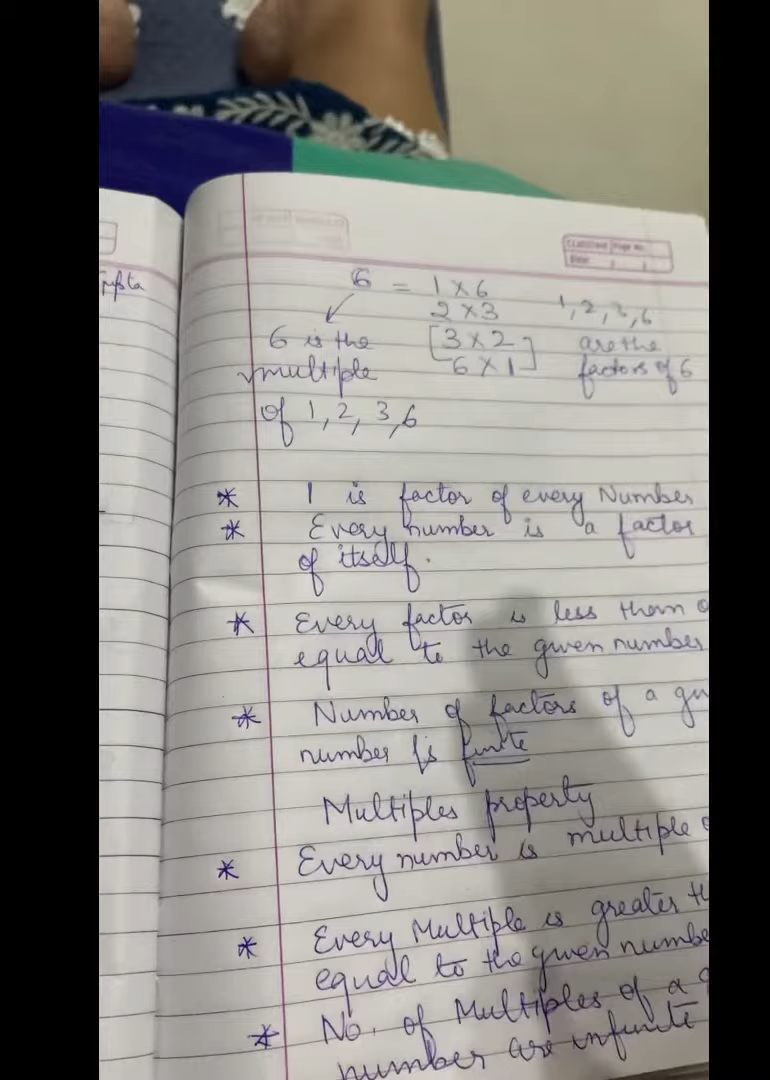 Classmate Page No.
Date
6 = 1 × 6
2 × 3
1, 2, 3, 6
6 is the
[3 × 2
6 × 1]
are the
factors of 6
multiple
of 1, 2, 3, 6
* 1 is factor of every Number
* Every number is a factor
of itself.
* Every factor is less than
equal to the given number
* Number of factors of a
number is finite
Multiples property
* Every number is multiple
* Every Multiple is greater
equal to the given
* No. of Multiples of a
number are infinite